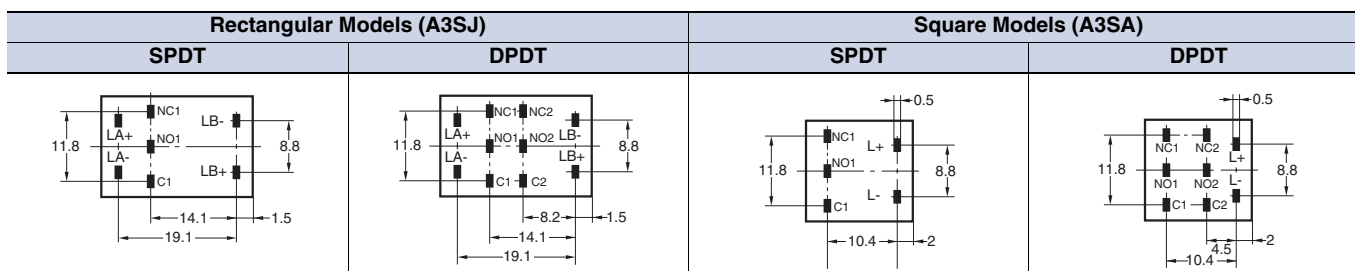 Rectangular Models (A3SJ)
Square Models (A3SA)
SPDT
DPDT
SPDT
DPDT
NC1
LA+
LB-
11.8
NO1
8.8
LA-
LB+
C1
14.1
1.5
19.1
NC1
NC2
LA+
LB-
11.8
NO1
NO2
8.8
LA-
LB+
C1
C2
8.2
1.5
14.1
19.1
0.5
NC1
L+
11.8
NO1
8.8
L-
C1
10.4
2
0.5
NC1
NC2
L+
11.8
8.8
NO1
NO2
L-
C1
C2
4.5
2
10.4